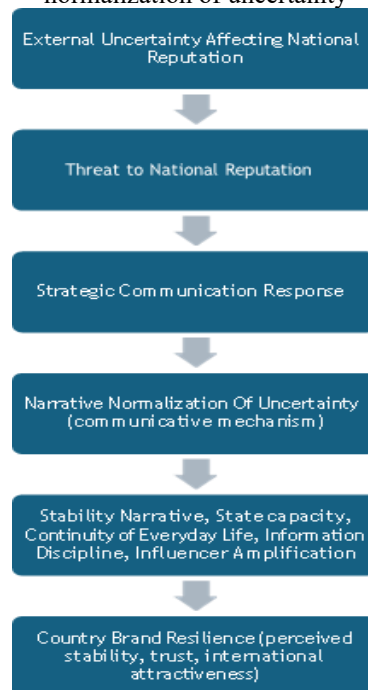 normalization of uncertainty
External Uncertainty Affecting National
Reputation
Threat to National Reputation
Strategic Communication Response
Narrative Normalization Of Uncertainty
(communicative mechanism)
Stability Narrative, State capacity,
Continuity of Everyday Life, Information
Discipline, Influencer Amplification
Country Brand Resilience (perceived
stability, trust, international
attractiveness)